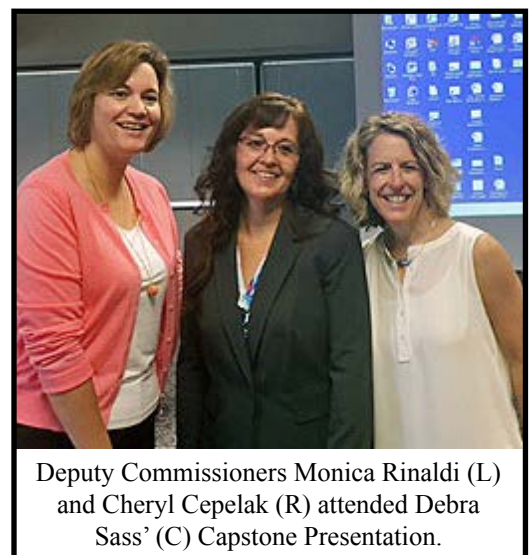 Deputy Commissioners Monica Rinaldi (L)
and Cheryl Cepelak (R) attended Debra
Sass’ (C) Capstone Presentation.